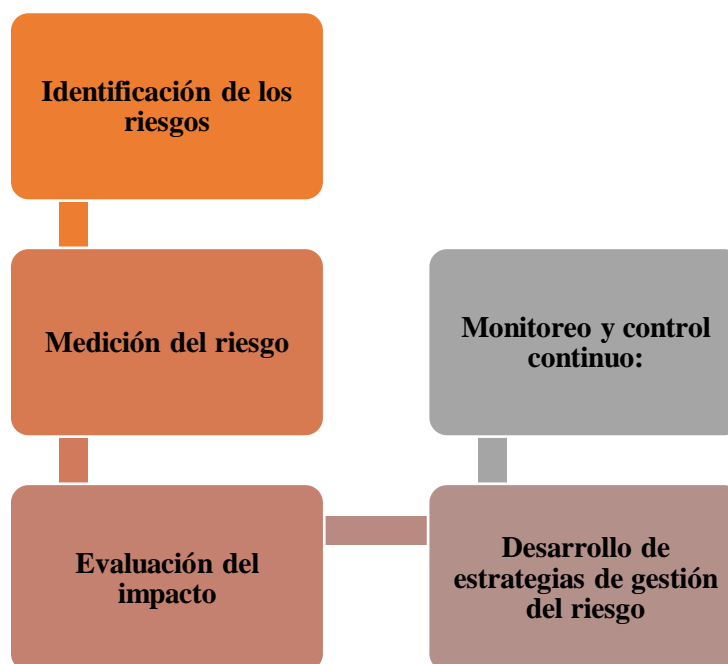 Identificación de los
riesgos
Medición del riesgo
Evaluación del
impacto
Desarrollo de
estrategias de gestión
del riesgo
Monitoreo y control
continuo: